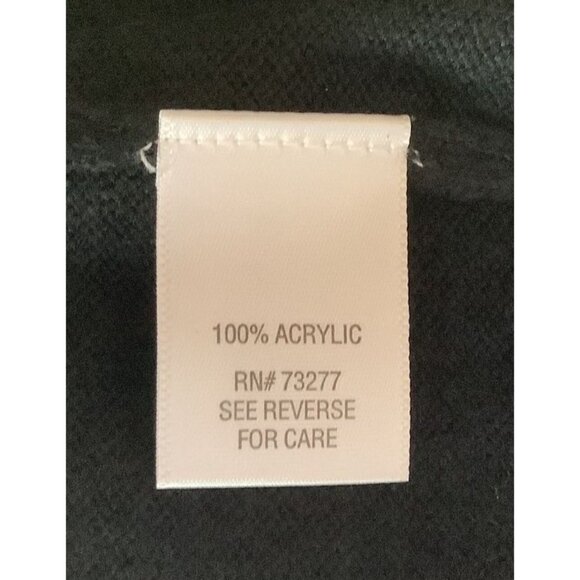 100% ACRYLIC
RN# 73277
SEE REVERSE
FOR CARE